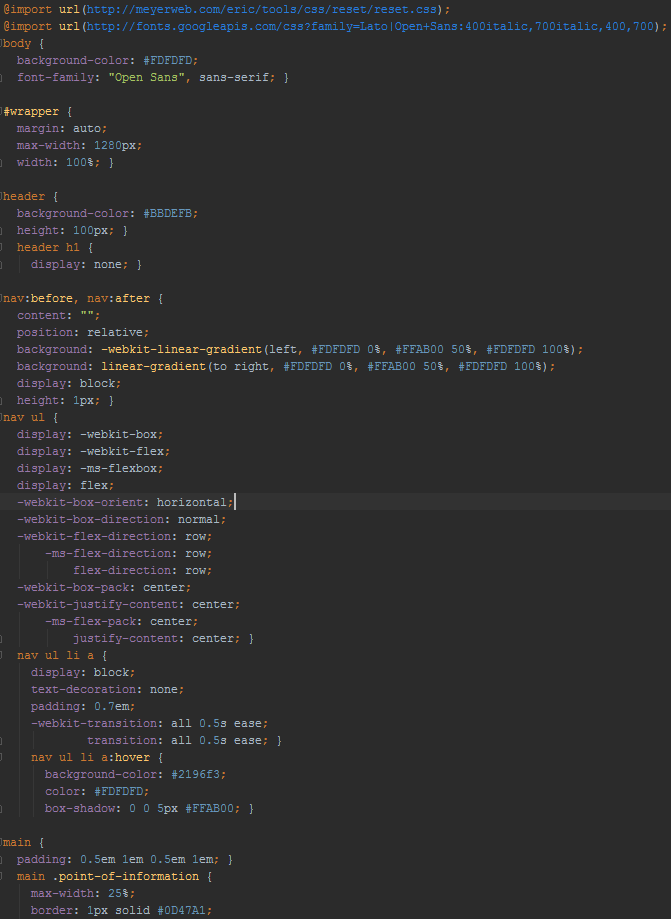 @import url(http://meyerweb.com/eric/tools/css/reset/reset.css);
@import url(http://fonts.googleapis.com/css?family=Lato|Open+Sans:400italic,700italic,400,700);
body {
  background-color: #FDFDFD;
  font-family: "Open Sans", sans-serif; }

#wrapper {
  margin: auto;
  max-width: 1280px;
  width: 100%; }

header {
  background-color: #BBDEFB;
  height: 100px; }
  header h1 {
    display: none; }

nav:before, nav:after {
  content: "";
  position: relative;
  background: -webkit-linear-gradient(left, #FDFDFD 0%, #FFAB00 50%, #FDFDFD 100%);
  background: linear-gradient(to right, #FDFDFD 0%, #FFAB00 50%, #FDFDFD 100%);
  display: block;
  height: 1px; }
nav ul {
  display: -webkit-box;
  display: -webkit-flex;
  display: -ms-flexbox;
  display: flex;
  -webkit-box-orient: horizontal;
  -webkit-box-direction: normal;
  -webkit-flex-direction: row;
      -ms-flex-direction: row;
          flex-direction: row;
  -webkit-box-pack: center;
  -webkit-justify-content: center;
      -ms-flex-pack: center;
          justify-content: center; }
  nav ul li a {
    display: block;
    text-decoration: none;
    padding: 0.7em;
    -webkit-transition: all 0.5s ease;
            transition: all 0.5s ease; }
    nav ul li a:hover {
      background-color: #2196f3;
      color: #FDFDFD;
      box-shadow: 0 0 5px #FFAB00; }

main {
  padding: 0.5em 1em 0.5em 1em; }
  main .point-of-information {
    max-width: 25%;
    border: 1px solid #0D47A1;